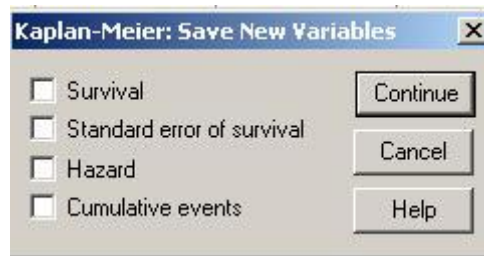 Kaplan-Meier: Save New Variables
Survival
Standard error of survival
Hazard
Cumulative events
Continue
Cancel
Help